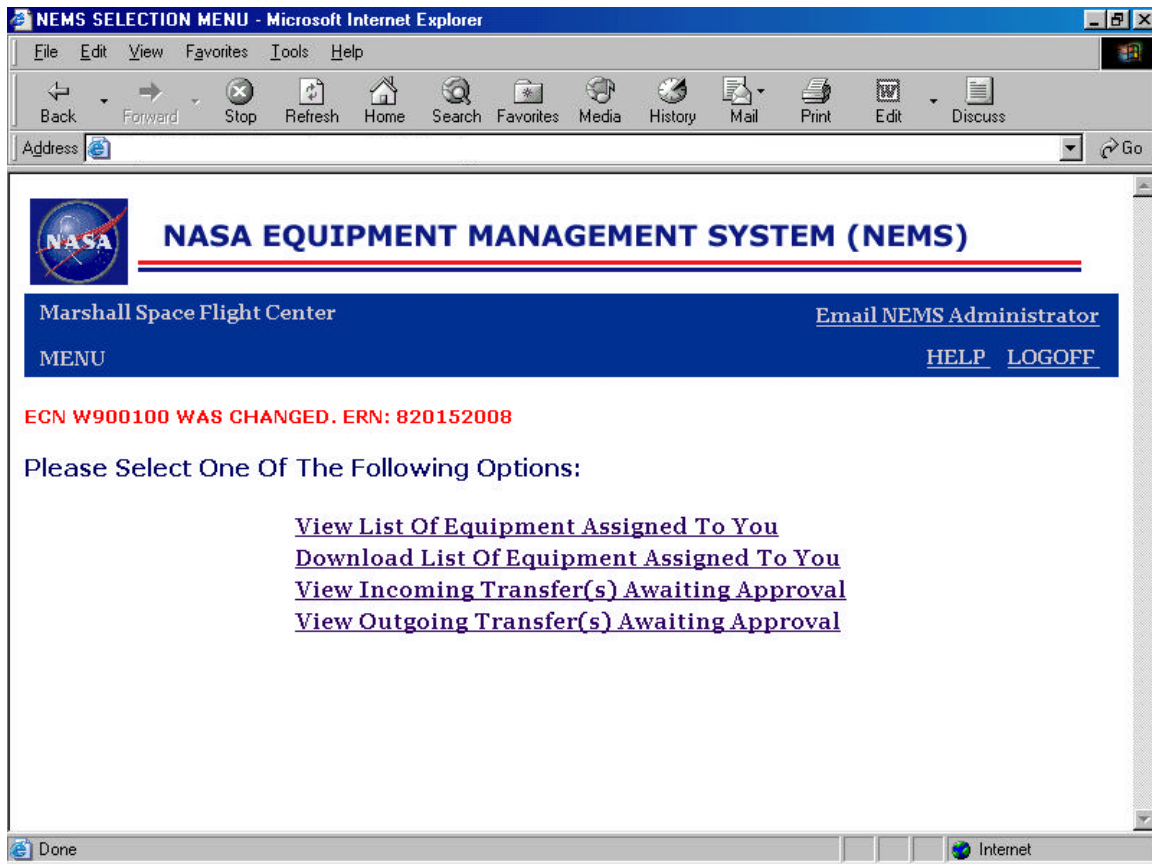 NEMS SELECTION MENU - Microsoft Internet Explorer
File Edit View Favorites Tools Help
Back Forward Stop Refresh Home Search Favorites Media History Mail Print Edit Discuss
Address Go
NASA NASA EQUIPMENT MANAGEMENT SYSTEM (NEMS)
Marshall Space Flight Center Email NEMS Administrator
MENU HELP LOGOFF
ECN W900100 WAS CHANGED. ERN: 820152008
Please Select One Of The Following Options:
View List Of Equipment Assigned To You
Download List Of Equipment Assigned To You
View Incoming Transfer(s) Awaiting Approval
View Outgoing Transfer(s) Awaiting Approval
Done Internet